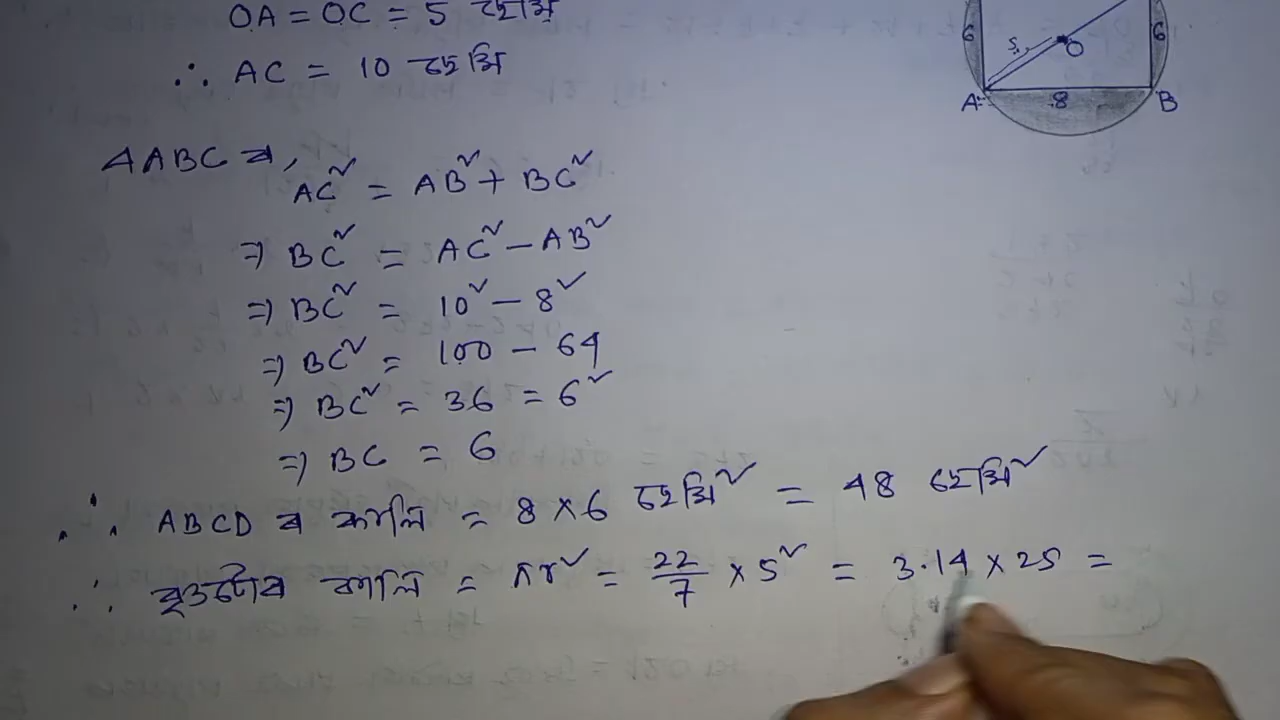 OA = OC = 5 ছেমি
∴ AC = 10 ছেমি
6
5
O
6
A
8
B
△ABC ৰ,
AC² = AB² + BC²
⇒ BC² = AC² - AB²
⇒ BC² = 10² - 8²
⇒ BC² = 100 - 64
⇒ BC² = 36 = 6²
⇒ BC = 6
∴ ABCD ৰ কালি = 8 × 6 ছেমি² = 48 ছেমি²
∴ বৃত্তটোৰ কালি = πr² = 22/7 × 5² = 3.14 × 25 =